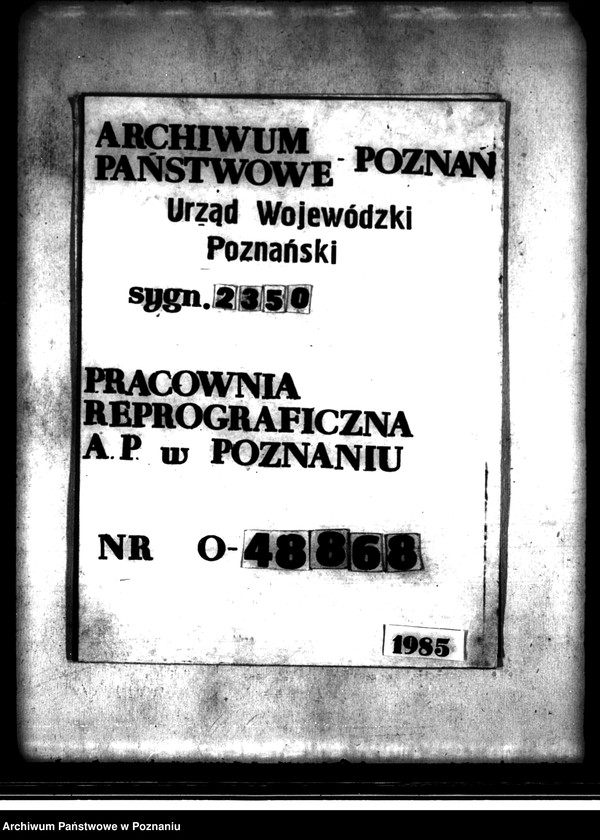 ARCHIWUM
PAŃSTWOWE - POZNAŃ
Urząd Wojewódzki
Poznański
sygn. 2350
PRACOWNIA
REPROGRAFICZNA
A. P. w POZNANIU
NR O-48868
1985
Archiwum Państwowe w Poznaniu